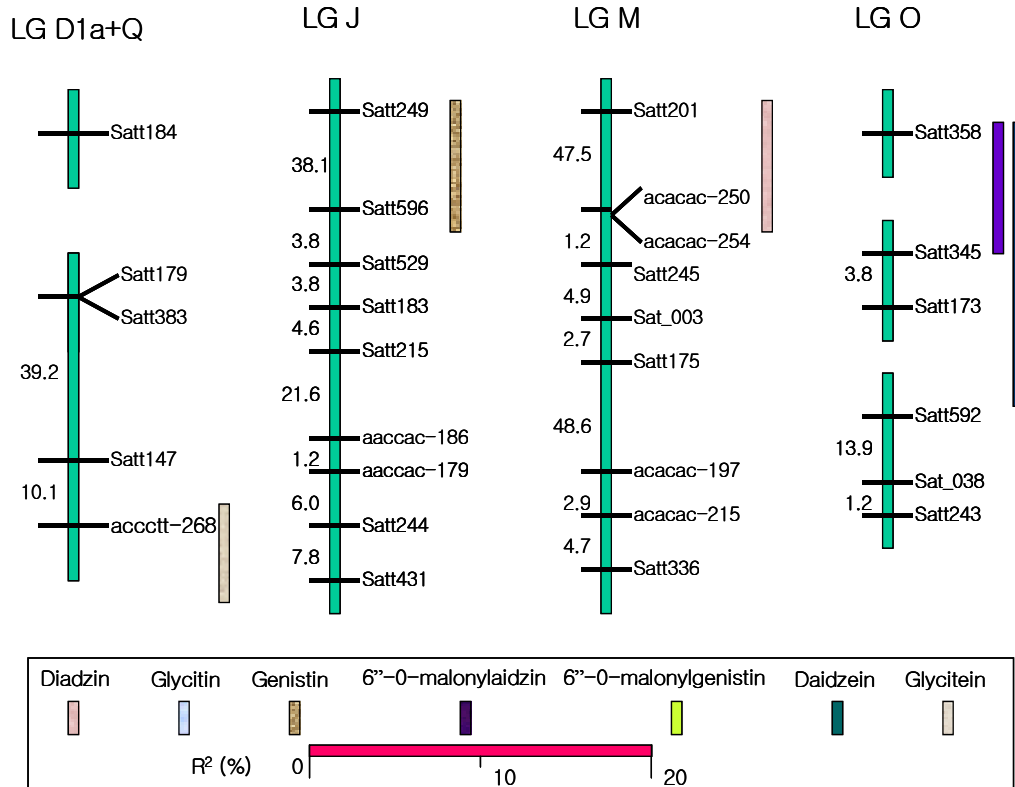 LG D1a+Q
LG J
LG M
LG O
Satt184
Satt179
Satt383
39.2
Satt147
10.1
accctt-268
Satt249
38.1
Satt596
3.8
Satt529
3.8
Satt183
4.6
Satt215
21.6
aaccac-186
1.2
aaccac-179
6.0
Satt244
7.8
Satt431
Satt201
47.5
acacac-250
acacac-254
1.2
Satt245
4.9
Sat_003
2.7
Satt175
48.6
acacac-197
2.9
acacac-215
4.7
Satt336
Satt358
Satt345
3.8
Satt173
Satt592
13.9
Sat_038
1.2
Satt243
Diadzin Glycitin Genistin 6”-0-malonylaidzin 6”-0-malonylgenistin Daidzein Glycitein
R² (%) 0 10 20